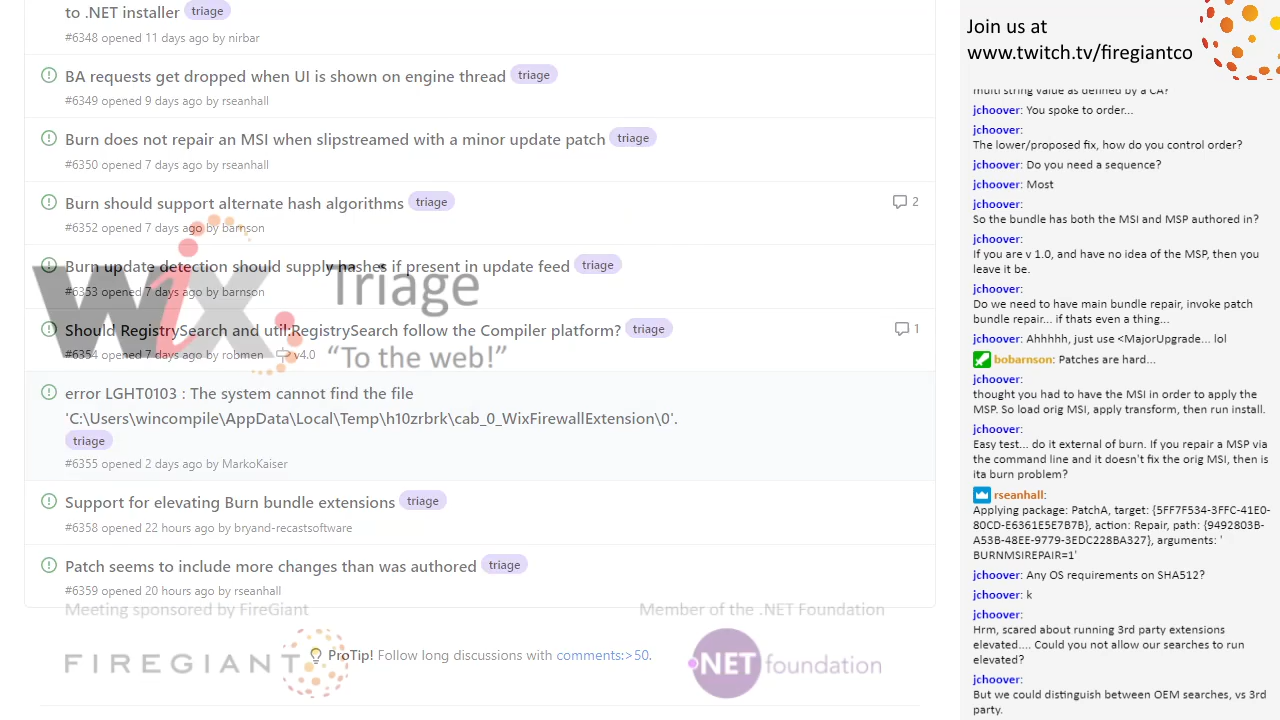 to .NET installer triage
#6348 opened 11 days ago by nirbar
BA requests get dropped when UI is shown on engine thread triage
#6349 opened 9 days ago by rseanhall
Burn does not repair an MSI when slipstreamed with a minor update patch triage
#6350 opened 7 days ago by rseanhall
Burn should support alternate hash algorithms triage
2
#6352 opened 7 days ago by barnson
Burn update detection should supply hashes if present in update feed triage
#6353 opened 7 days ago by barnson
Should RegistrySearch and util:RegistrySearch follow the Compiler platform? triage
1
#6354 opened 7 days ago by robmen v4.0
error LGHT0103 : The system cannot find the file
'C:\Users\wincompile\AppData\Local\Temp\h10zrbrk\cab_0_WixFirewallExtension\0'.
triage
#6355 opened 2 days ago by MarkoKaiser
Support for elevating Burn bundle extensions triage
#6358 opened 22 hours ago by bryand-recastsoftware
Patch seems to include more changes than was authored triage
#6359 opened 20 hours ago by rseanhall
WiX
Triage
“To the web!”
Meeting sponsored by FireGiant
Member of the .NET Foundation
FIREGIANT
ProTip! Follow long discussions with comments:>50.
.NET foundation
Join us at
www.twitch.tv/firegiantco
multi string value as defined by a CA?
jchoover: You spoke to order...
jchoover:
The lower/proposed fix, how do you control order?
jchoover: Do you need a sequence?
jchoover: Most
jchoover:
So the bundle has both the MSI and MSP authored in?
jchoover:
If you are v 1.0, and have no idea of the MSP, then you
leave it be.
jchoover:
Do we need to have main bundle repair, invoke patch
bundle repair... if thats even a thing...
jchoover: Ahhhhh, just use <MajorUpgrade... lol
bobarnson: Patches are hard...
jchoover:
thought you had to have the MSI in order to apply the
MSP. So load orig MSI, apply transform, then run install.
jchoover:
Easy test... do it external of burn. If you repair a MSP via
the command line and it doesn't fix the orig MSI, then is
ita burn problem?
rseanhall:
Applying package: PatchA, target: {5FF7F534-3FFC-41E0-
80CD-E6361E5E7B7B}, action: Repair, path: {9492803B-
A53B-48EE-9779-3EDC228BA327}, arguments: '
BURNMSIREPAIR=1'
jchoover: Any OS requirements on SHA512?
jchoover: k
jchoover:
Hrm, scared about running 3rd party extensions
elevated.... Could you not allow our searches to run
elevated?
jchoover:
But we could distinguish between OEM searches, vs 3rd
party.